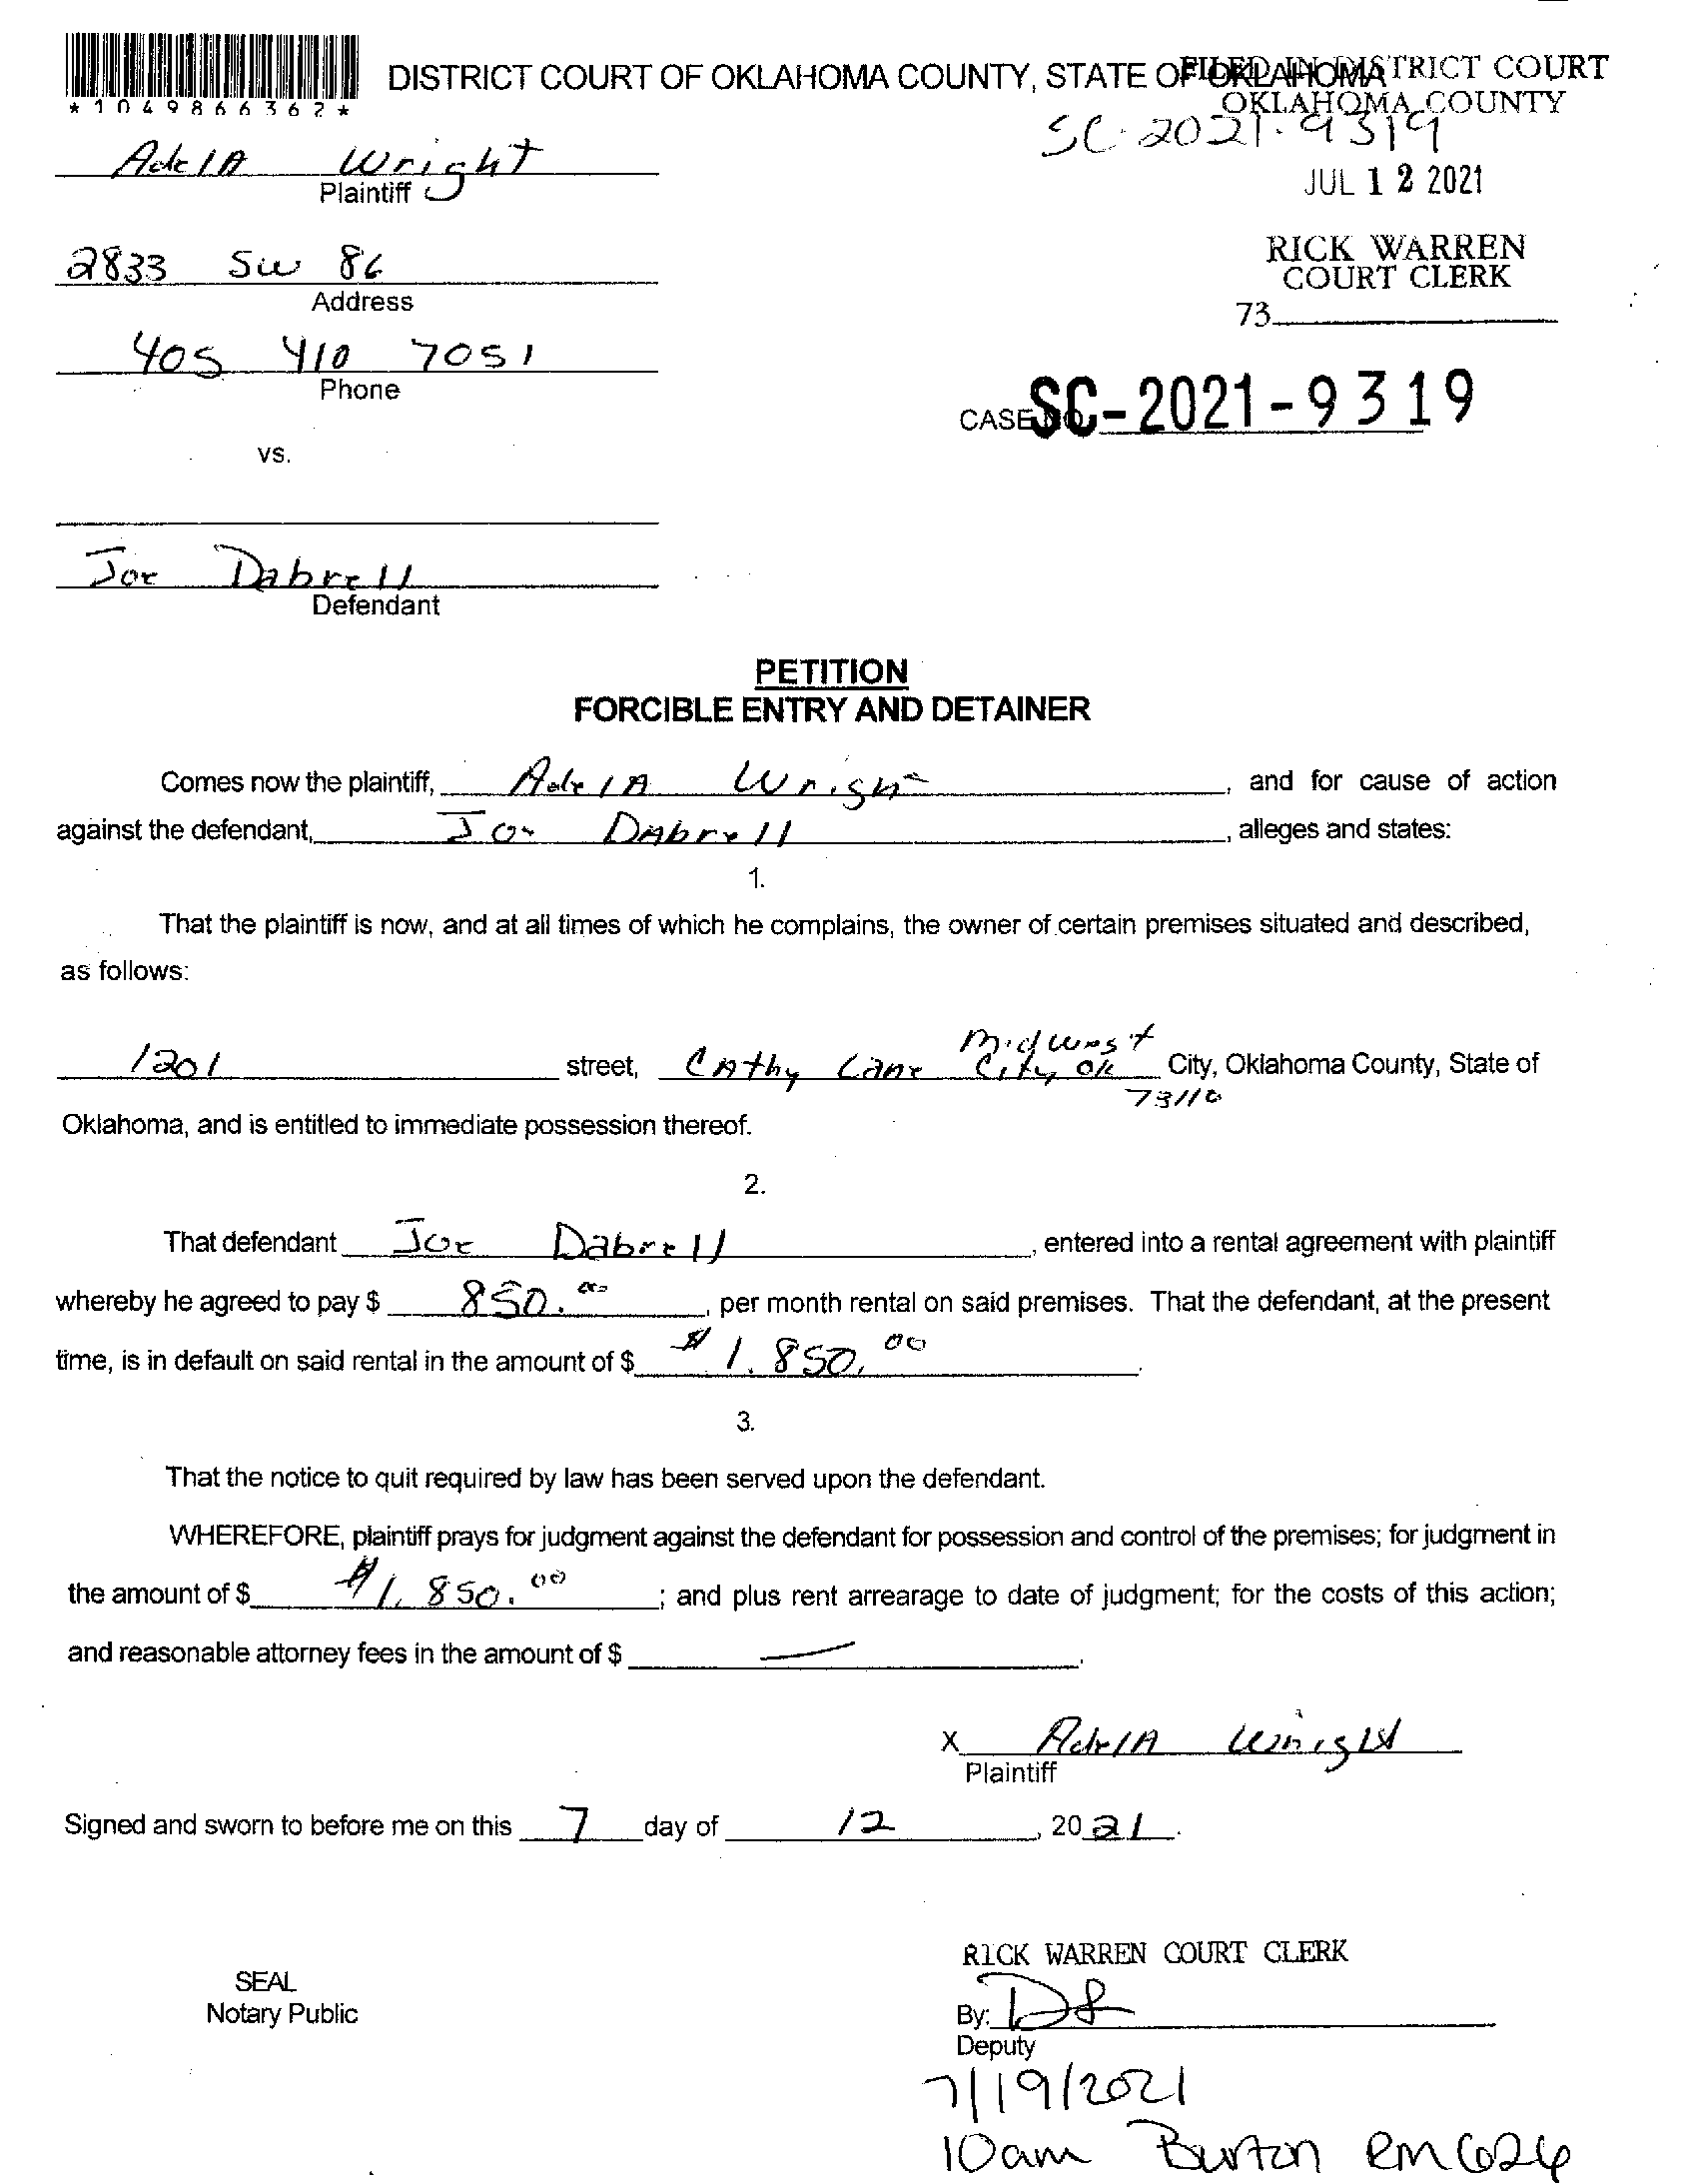 *1049866362*
DISTRICT COURT OF OKLAHOMA COUNTY, STATE OF OKLAHOMA
FILED IN DISTRICT COURT
OKLAHOMA COUNTY
SC-2021-9319
JUL 12 2021
RICK WARREN
COURT CLERK
73
AdelA Wright
Plaintiff
2833 SW 86
Address
405 410 7051
Phone
CASE NO. SC-2021-9319
vs.
Joe Dabrell
Defendant
PETITION
FORCIBLE ENTRY AND DETAINER
Comes now the plaintiff, AdelA Wright, and for cause of action
against the defendant, Joe DAbrell, alleges and states:
1.
That the plaintiff is now, and at all times of which he complains, the owner of certain premises situated and described,
as follows:
1201 street, CAthy Lane Midwest City OK 73110 City, Oklahoma County, State of
Oklahoma, and is entitled to immediate possession thereof.
2.
That defendant Joe Dabrell, entered into a rental agreement with plaintiff
whereby he agreed to pay $ 850.00, per month rental on said premises. That the defendant, at the present
time, is in default on said rental in the amount of $ $1,850.00.
3.
That the notice to quit required by law has been served upon the defendant.
WHEREFORE, plaintiff prays for judgment against the defendant for possession and control of the premises; for judgment in
the amount of $ $1,850.00; and plus rent arrearage to date of judgment; for the costs of this action;
and reasonable attorney fees in the amount of $ —.
X AdelA Wright
Plaintiff
Signed and sworn to before me on this 7 day of 12, 2021.
RICK WARREN COURT CLERK
SEAL
Notary Public
By:
Deputy
7/19/2021
10am Burton RM 626